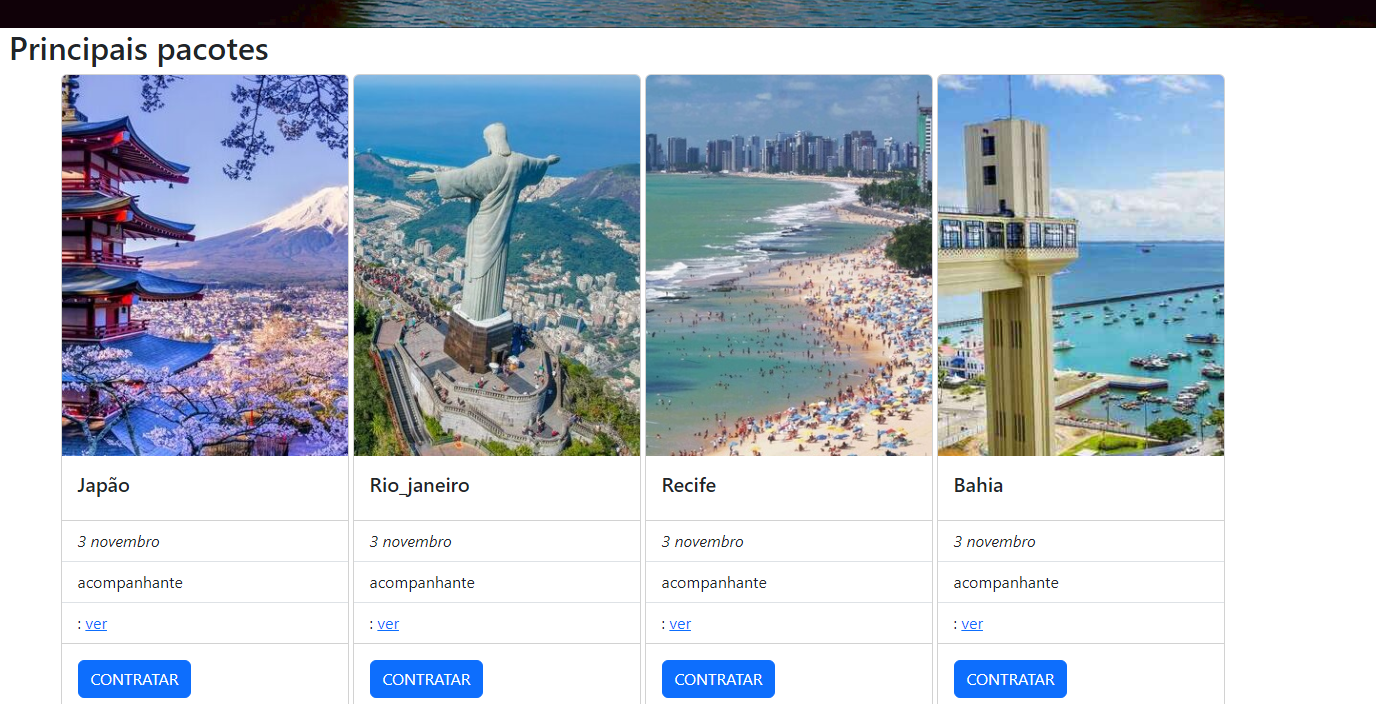 Principais pacotes
Japão
3 novembro
acompanhante
: ver
CONTRATAR
Rio_janeiro
3 novembro
acompanhante
: ver
CONTRATAR
Recife
3 novembro
acompanhante
: ver
CONTRATAR
Bahia
3 novembro
acompanhante
: ver
CONTRATAR